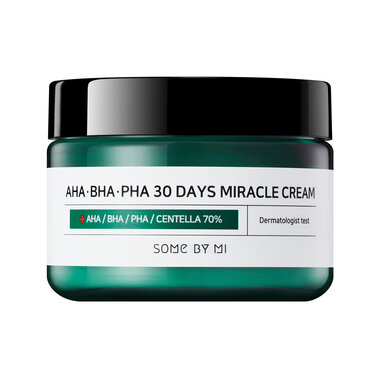 AHA·BHA·PHA 30 DAYS MIRACLE CREAM
+AHA / BHA / PHA / CENTELLA 70%
Dermatologist test
SOME BY MI